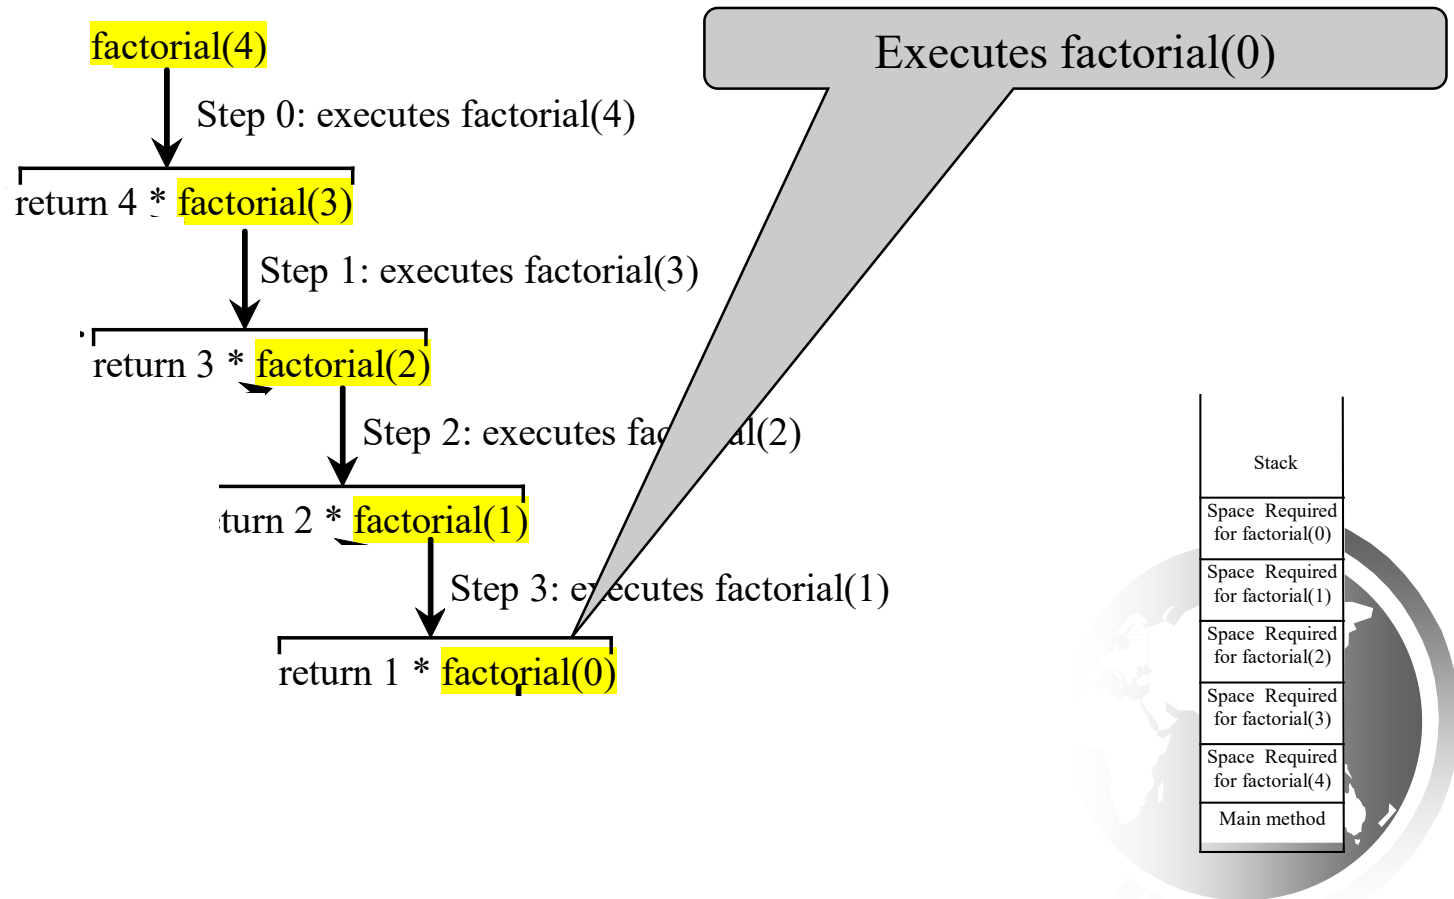 factorial(4)
Executes factorial(0)
Step 0: executes factorial(4)
return 4 * factorial(3)
Step 1: executes factorial(3)
return 3 * factorial(2)
Step 2: executes factorial(2)
turn 2 * factorial(1)
Step 3: executes factorial(1)
return 1 * factorial(0)
Stack
Space Required
for factorial(0)
Space Required
for factorial(1)
Space Required
for factorial(2)
Space Required
for factorial(3)
Space Required
for factorial(4)
Main method